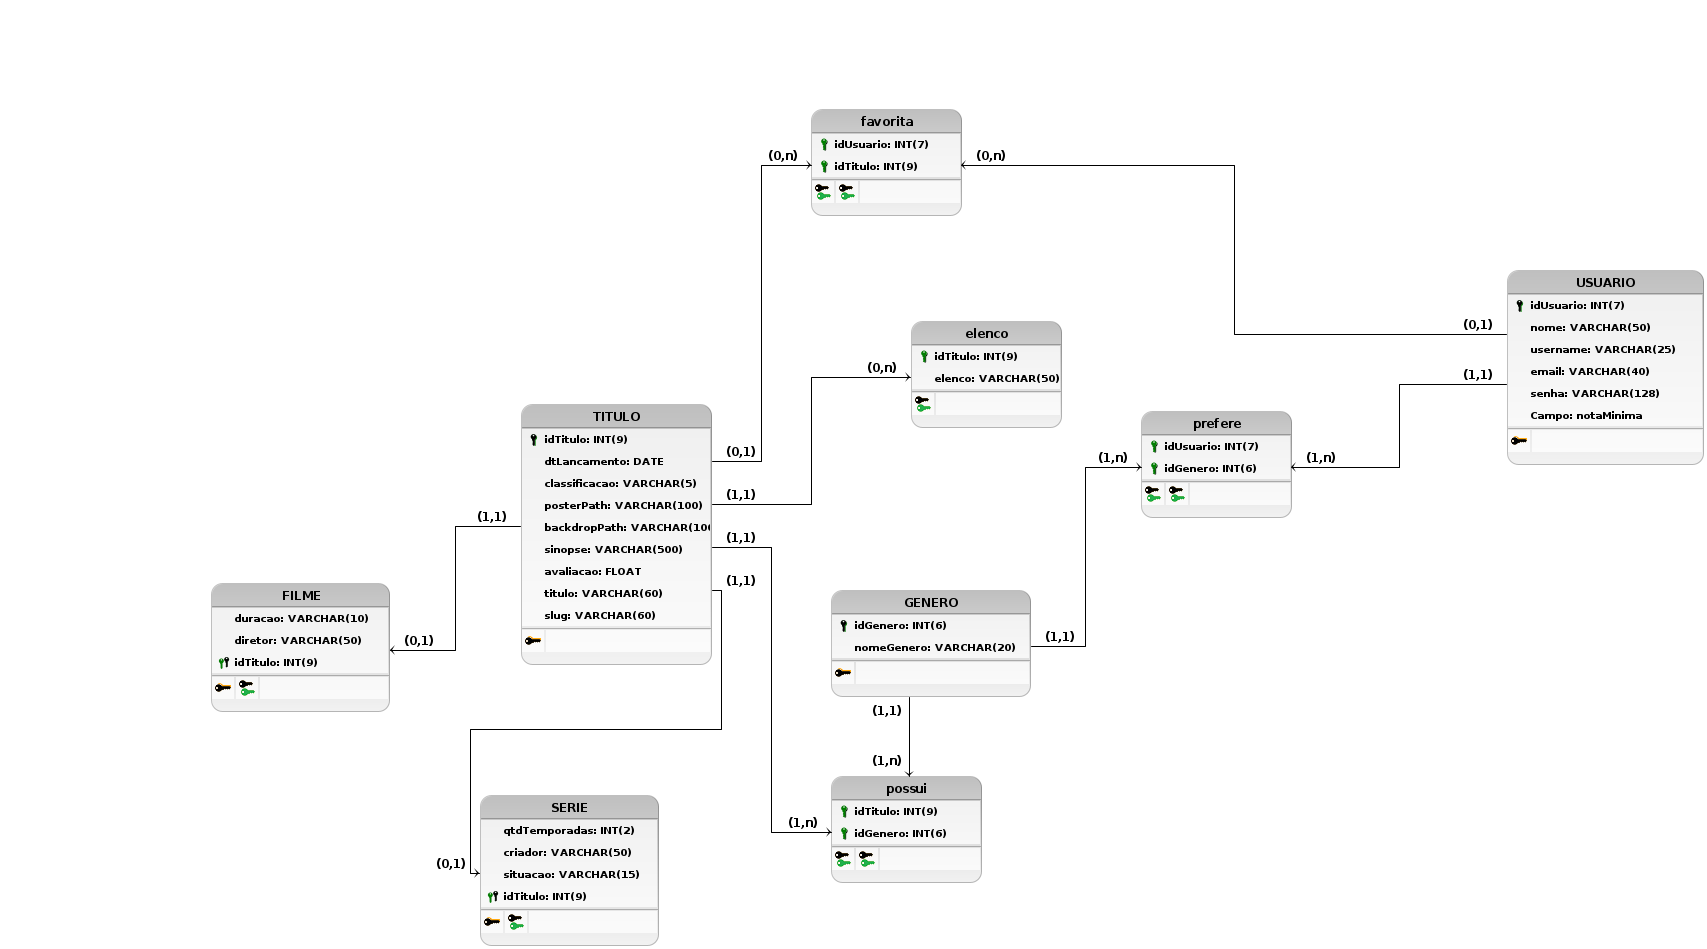 favorita
idUsuario: INT(7)
idTitulo: INT(9)
(0,n)
(0,n)
USUARIO
idUsuario: INT(7)
nome: VARCHAR(50)
username: VARCHAR(25)
email: VARCHAR(40)
senha: VARCHAR(128)
Campo: notaMinima
(0,1)
(1,1)
elenco
idTitulo: INT(9)
elenco: VARCHAR(50)
(0,n)
TITULO
idTitulo: INT(9)
dtLancamento: DATE
classificacao: VARCHAR(5)
posterPath: VARCHAR(100)
backdropPath: VARCHAR(100
sinopse: VARCHAR(500)
avaliacao: FLOAT
titulo: VARCHAR(60)
slug: VARCHAR(60)
(0,1)
(1,1)
(1,1)
(1,1)
(1,1)
prefere
idUsuario: INT(7)
idGenero: INT(6)
(1,n)
(1,n)
FILME
duracao: VARCHAR(10)
diretor: VARCHAR(50)
idTitulo: INT(9)
(0,1)
GENERO
idGenero: INT(6)
nomeGenero: VARCHAR(20)
(1,1)
(1,1)
(1,n)
possui
idTitulo: INT(9)
idGenero: INT(6)
(1,n)
SERIE
qtdTemporadas: INT(2)
criador: VARCHAR(50)
situacao: VARCHAR(15)
idTitulo: INT(9)
(0,1)